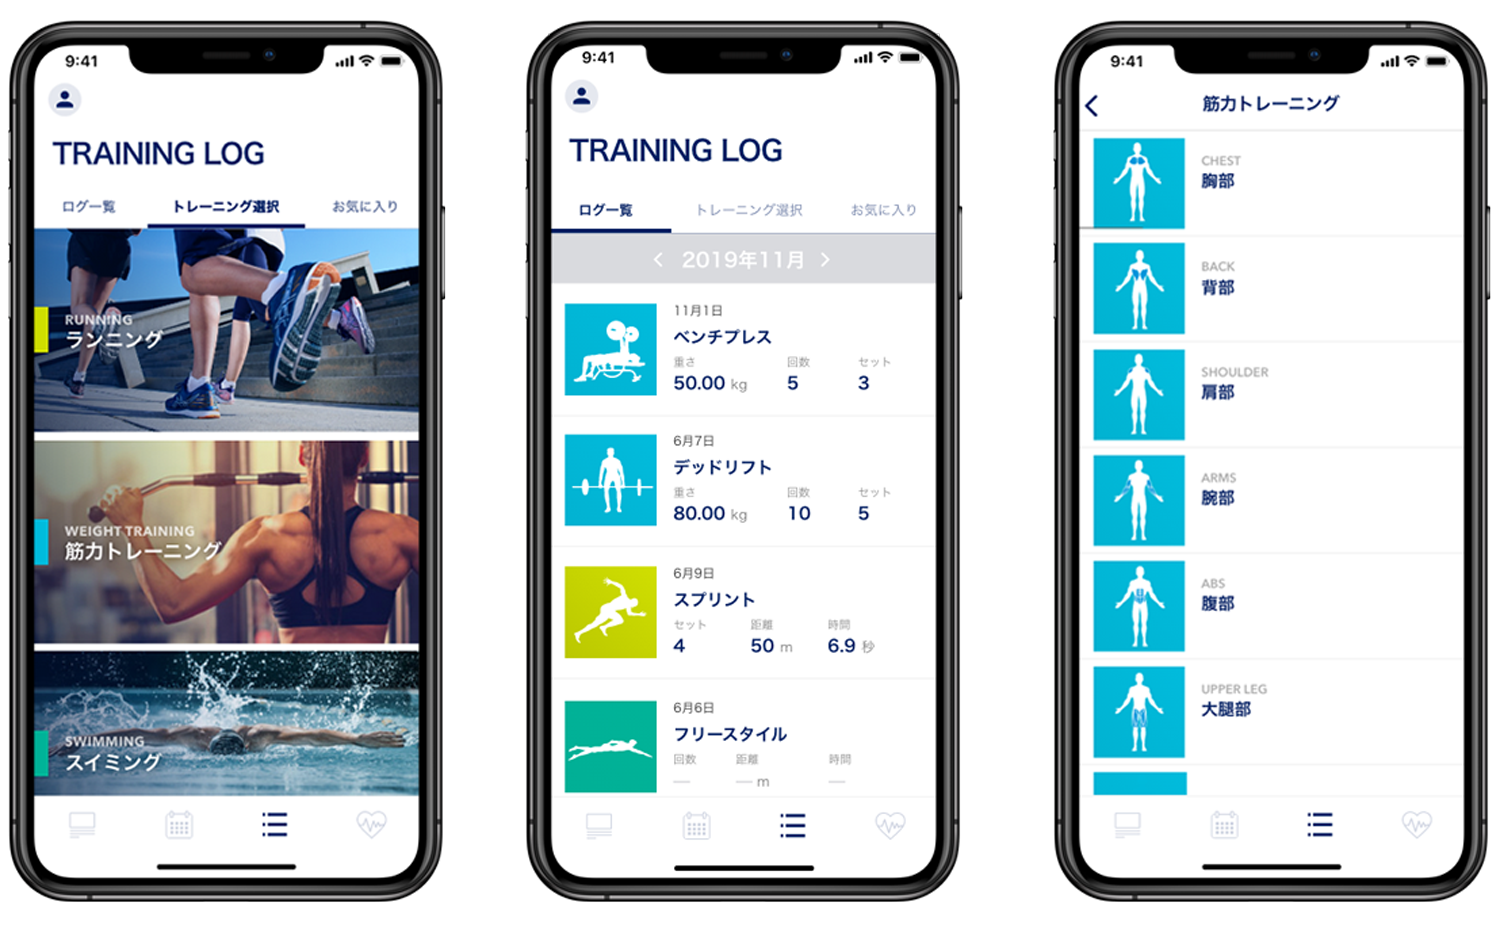 9:41
TRAINING LOG
ログ一覧 トレーニング選択 お気に入り
RUNNING
ランニング
WEIGHT TRAINING
筋力トレーニング
SWIMMING
スイミング
9:41
TRAINING LOG
ログ一覧 トレーニング選択 お気に入り
2019年11月
11月1日
ベンチプレス
重さ 回数 セット
50.00 kg 5 3
6月7日
デッドリフト
重さ 回数 セット
80.00 kg 10 5
6月9日
スプリント
セット 距離 時間
4 50 m 6.9 秒
6月6日
フリースタイル
回数 距離 時間
— — m —
9:41
筋力トレーニング
CHEST
胸部
BACK
背部
SHOULDER
肩部
ARMS
腕部
ABS
腹部
UPPER LEG
大腿部